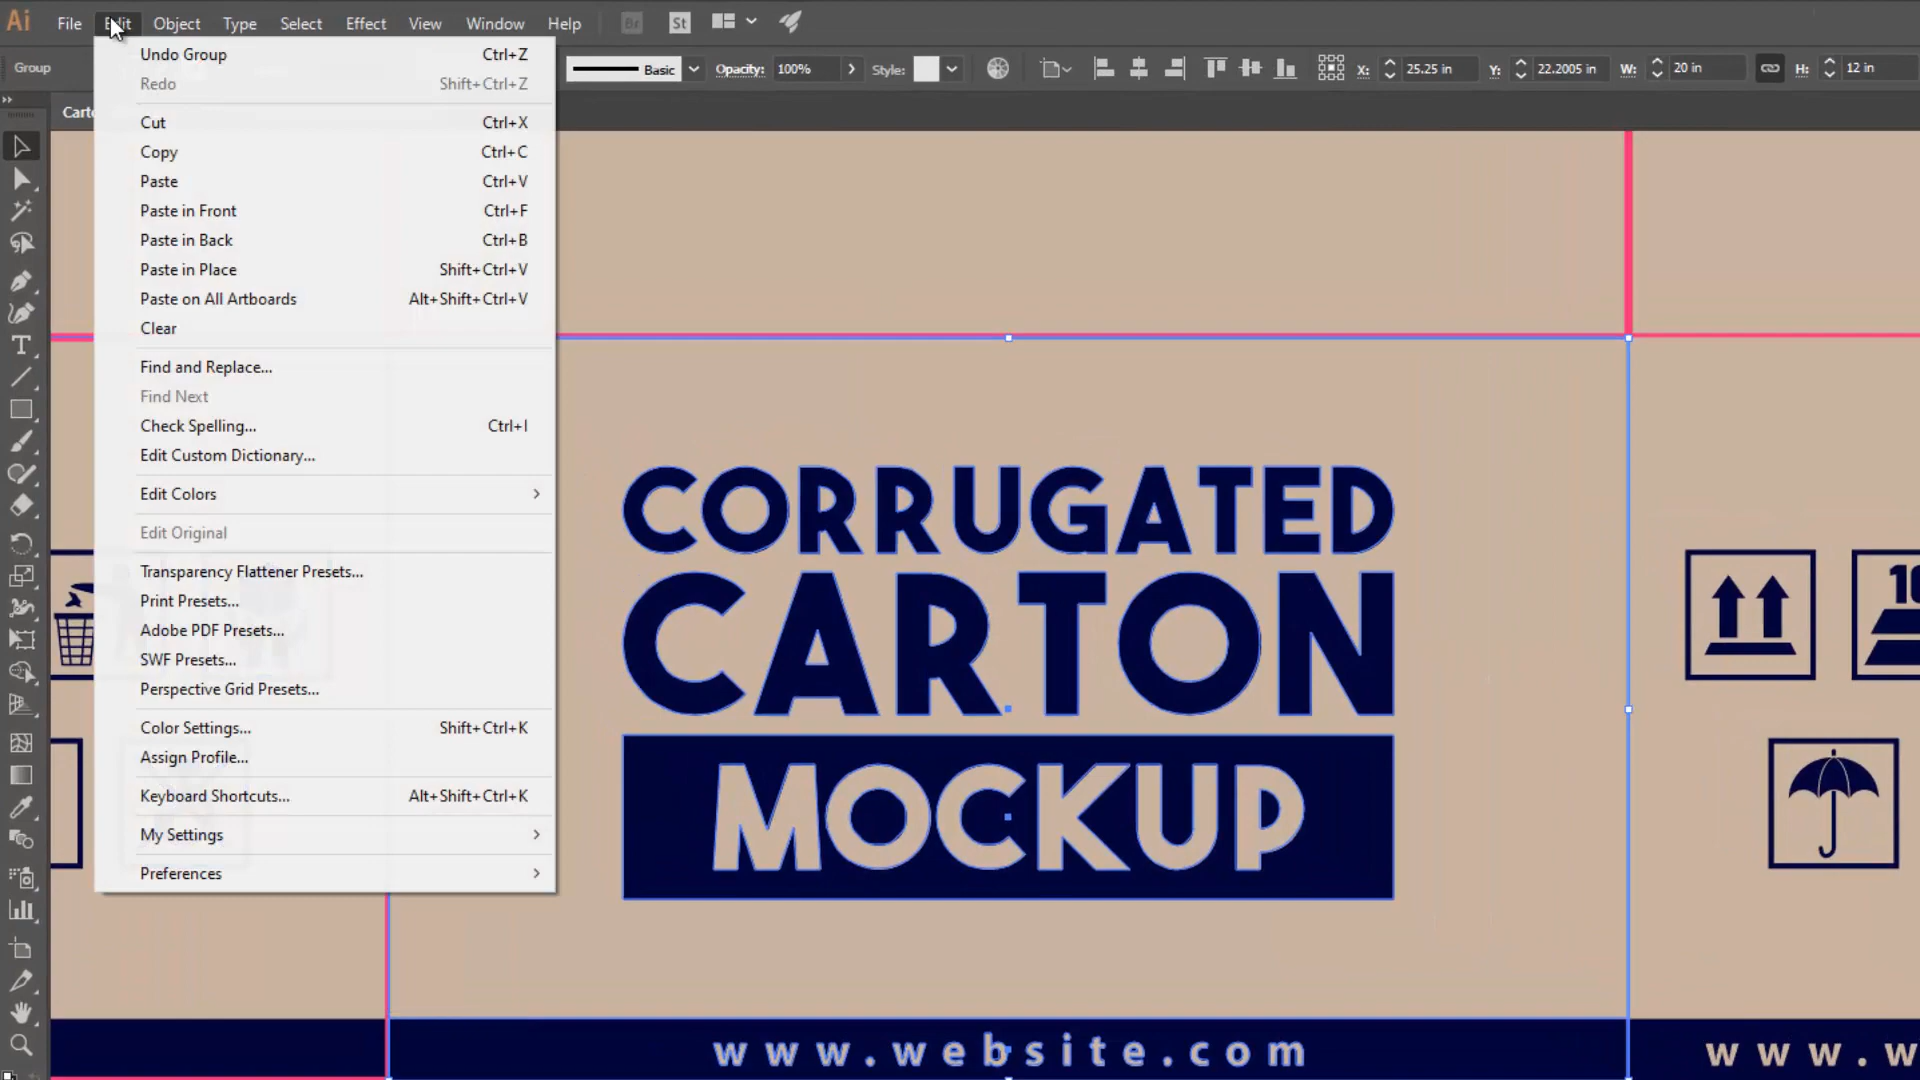 Ai File Edit Object Type Select Effect View Window Help Br St
Group Basic Opacity: 100% Style: X: 25.25 in Y: 22.2005 in W: 20 in H: 12 in
Undo Group Ctrl+Z
Redo Shift+Ctrl+Z
Cut Ctrl+X
Copy Ctrl+C
Paste Ctrl+V
Paste in Front Ctrl+F
Paste in Back Ctrl+B
Paste in Place Shift+Ctrl+V
Paste on All Artboards Alt+Shift+Ctrl+V
Clear
Find and Replace...
Find Next
Check Spelling... Ctrl+I
Edit Custom Dictionary...
Edit Colors
Edit Original
Transparency Flattener Presets...
Print Presets...
Adobe PDF Presets...
SWF Presets...
Perspective Grid Presets...
Color Settings... Shift+Ctrl+K
Assign Profile...
Keyboard Shortcuts... Alt+Shift+Ctrl+K
My Settings
Preferences
CORRUGATED
CARTON
MOCKUP
www.website.com
www.w